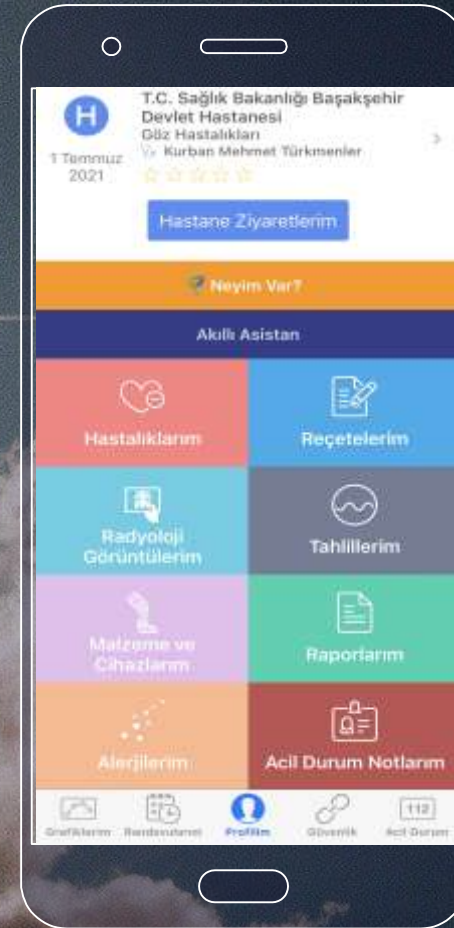 H
T.C. Sağlık Bakanlığı Başakşehir
Devlet Hastanesi
Göz Hastalıkları
Kurban Mehmet Türkmenler
1 Temmuz
2021
Hastane Ziyaretlerim
Neyim Var?
Akıllı Asistan
Hastalıklarım
Reçetelerim
Radyoloji
Görüntülerim
Tahlillerim
Malzeme ve
Cihazlarım
Raporlarım
Alerjilerim
Acil Durum Notlarım
112
Grafiklerim Randevularım Profilim Güvenlik Acil Durum